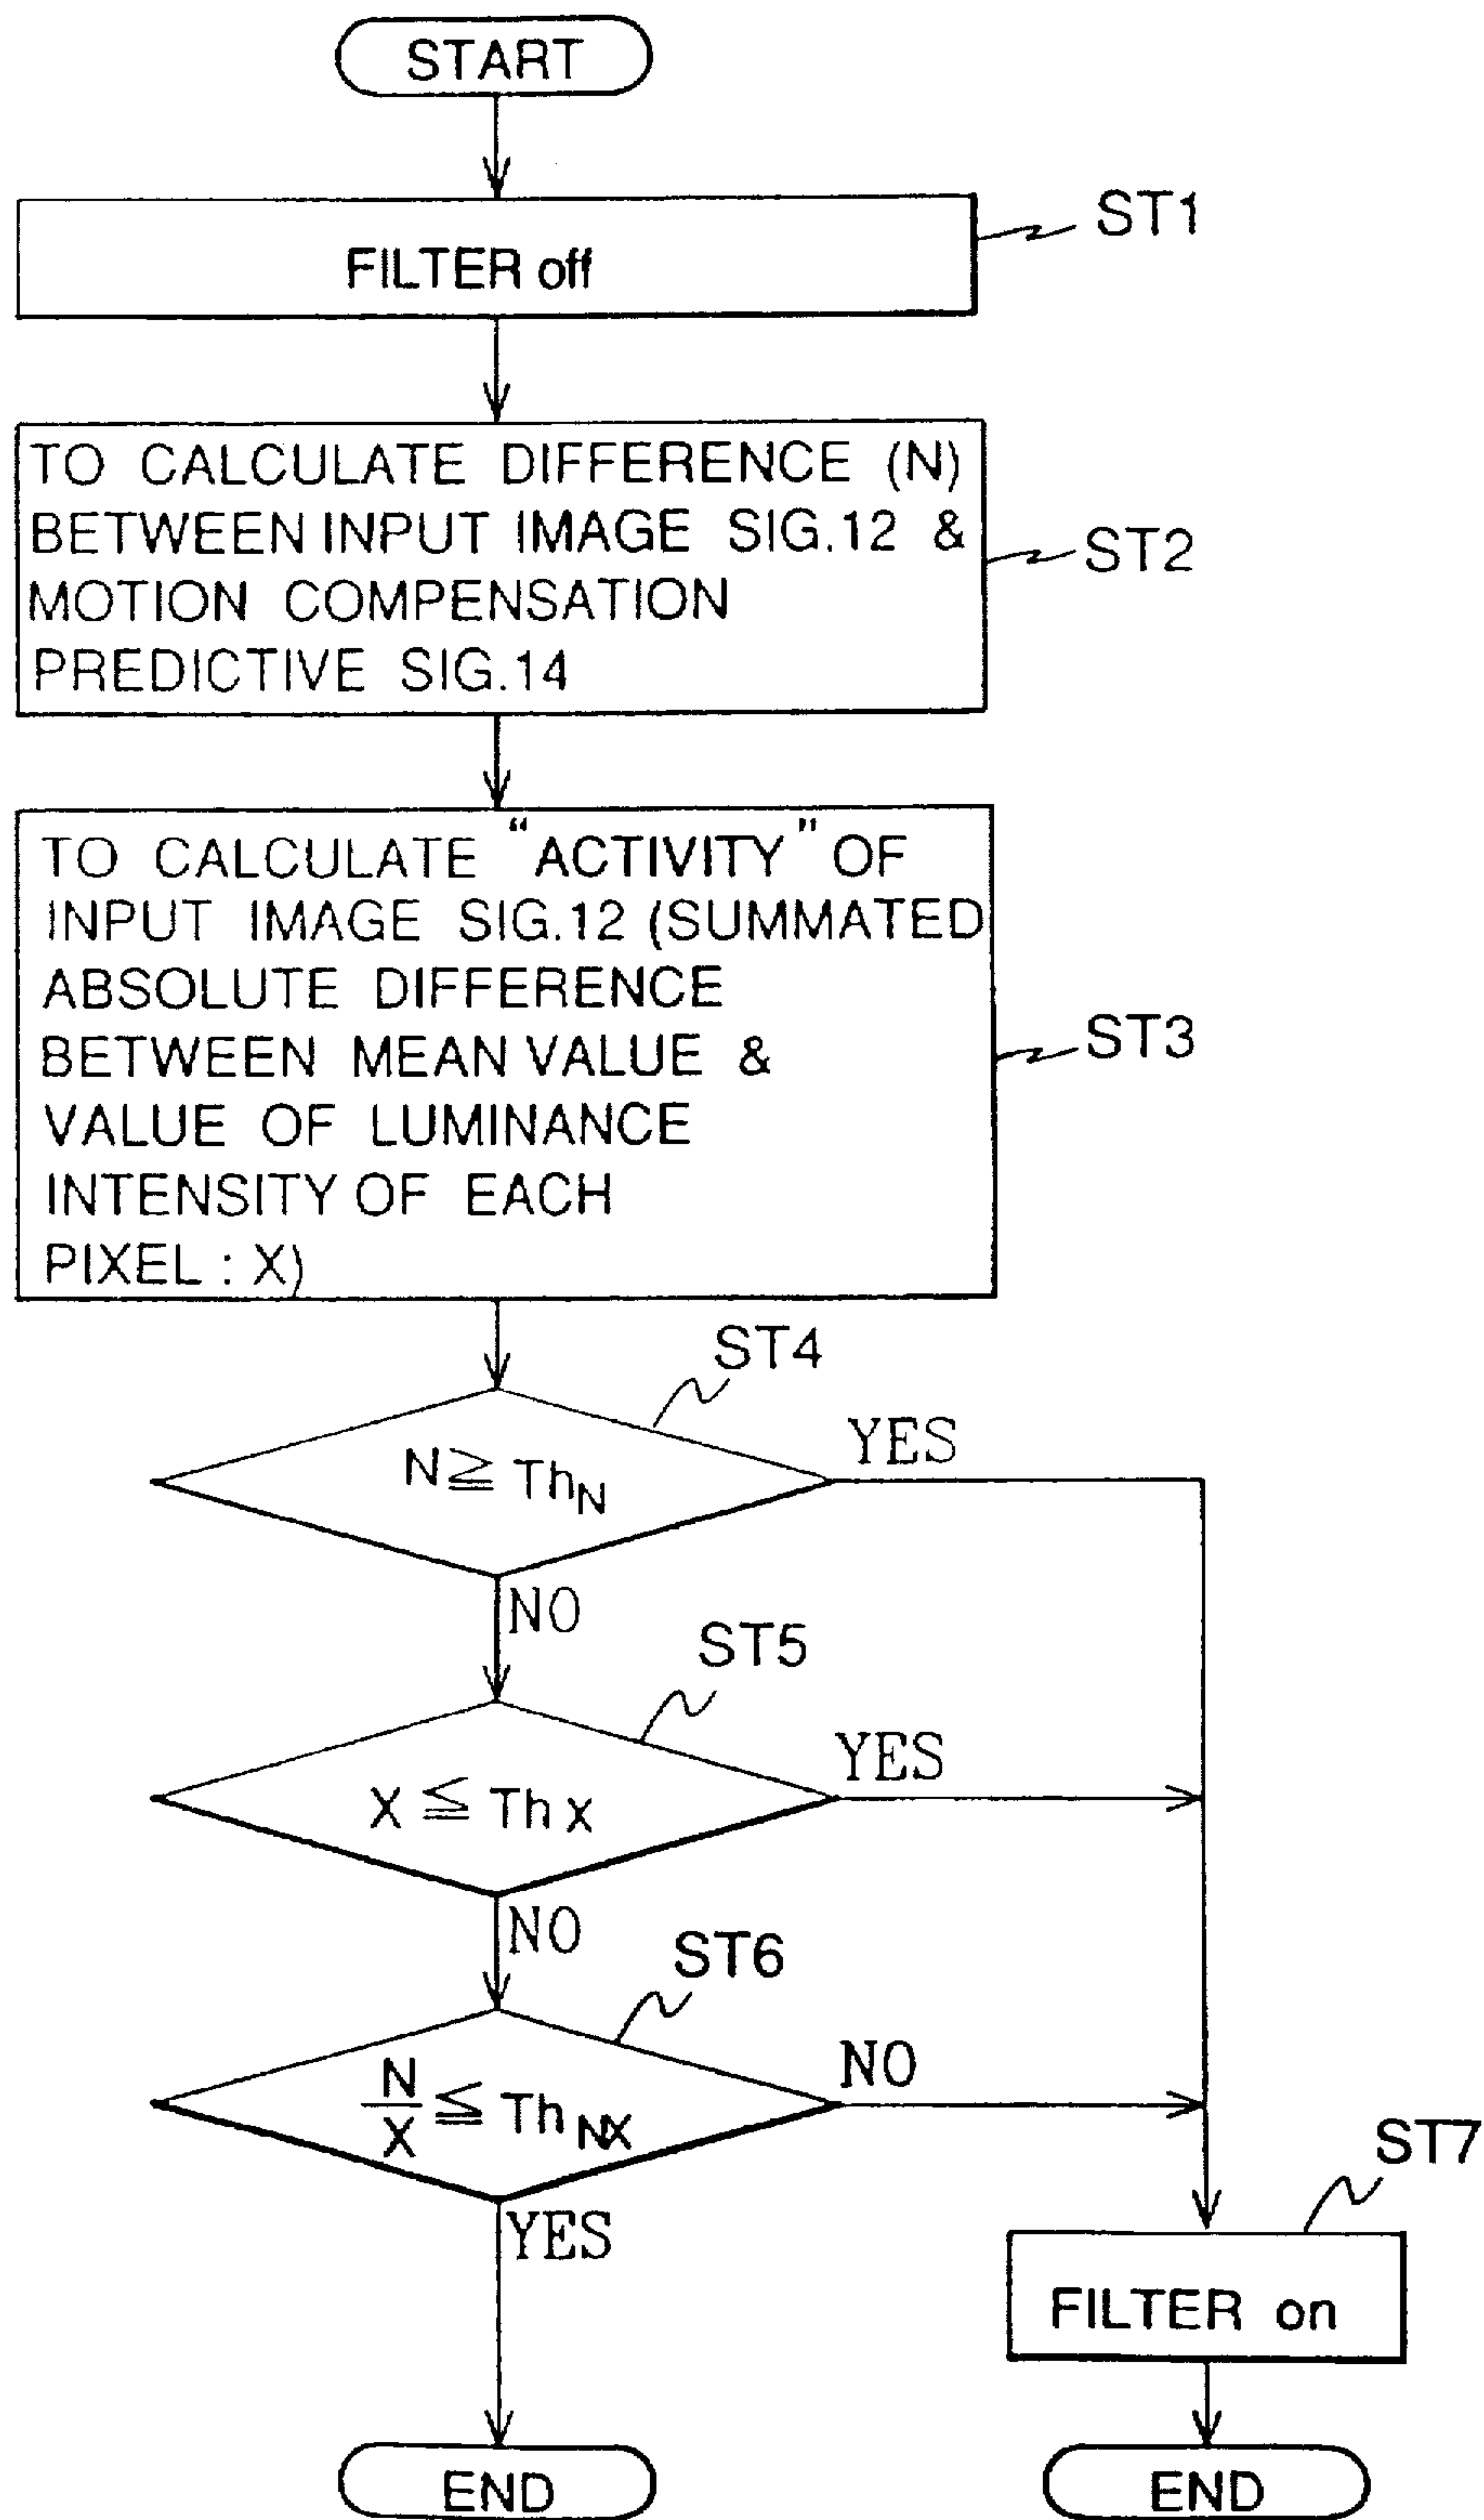 START
FILTER off
ST1
TO CALCULATE DIFFERENCE (N)
BETWEEN INPUT IMAGE SIG.12 &
MOTION COMPENSATION
PREDICTIVE SIG.14
ST2
TO CALCULATE "ACTIVITY" OF
INPUT IMAGE SIG.12 (SUMMATED
ABSOLUTE DIFFERENCE
BETWEEN MEAN VALUE &
VALUE OF LUMINANCE
INTENSITY OF EACH
PIXEL : X)
ST3
ST4
N ≧ ThN
YES
NO
ST5
X ≦ ThX
YES
NO
ST6
N/X ≦ ThNX
NO
YES
ST7
FILTER on
END
END